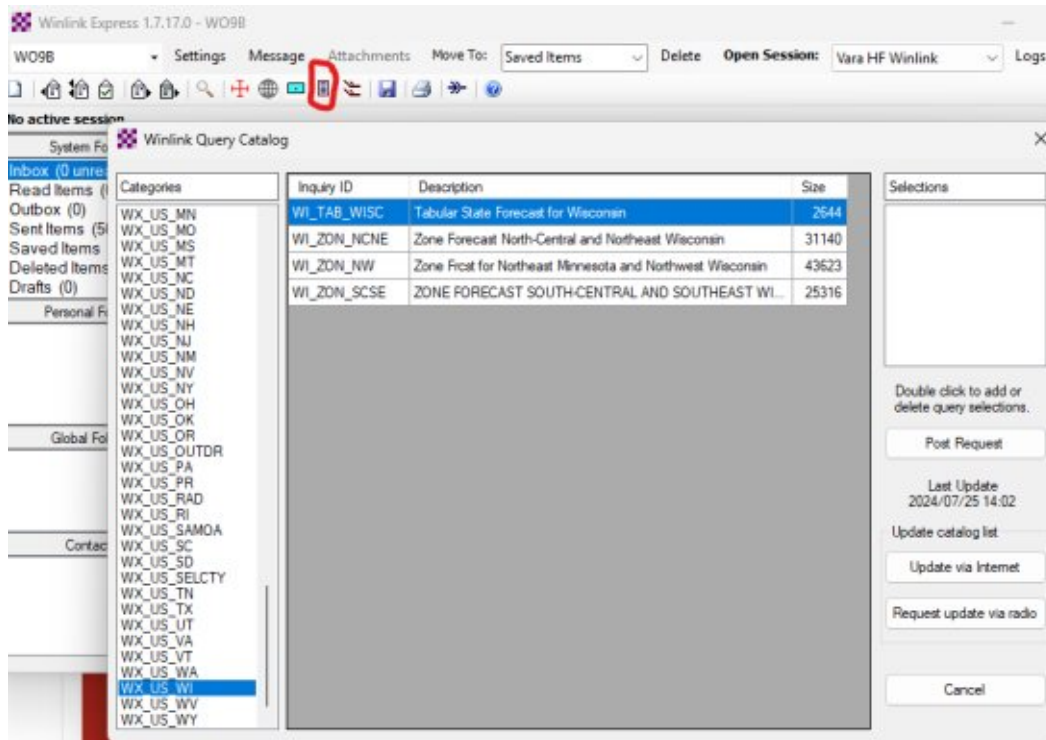 Winlink Express 1.7.17.0 - WO9B
WO9B Settings Message Attachments Move To: Saved Items Delete Open Session: Vara HF Winlink Logs
No active session
System Fo
Winlink Query Catalog
Inbox (0 unre
Read Items (
Outbox (0)
Sent Items (5
Saved Items
Deleted Items
Drafts (0)
Personal F
Global Fol
Contac
Categories
WX_US_MN
WX_US_MO
WX_US_MS
WX_US_MT
WX_US_NC
WX_US_ND
WX_US_NE
WX_US_NH
WX_US_NJ
WX_US_NM
WX_US_NV
WX_US_NY
WX_US_OH
WX_US_OK
WX_US_OR
WX_US_OUTDR
WX_US_PA
WX_US_PR
WX_US_RAD
WX_US_RI
WX_US_SAMOA
WX_US_SC
WX_US_SD
WX_US_SELCTY
WX_US_TN
WX_US_TX
WX_US_UT
WX_US_VA
WX_US_VT
WX_US_WA
WX_US_WI
WX_US_WV
WX_US_WY
Inquiry ID Description Size
WI_TAB_WISC Tabular State Forecast for Wisconsin 2644
WI_ZON_NCNE Zone Forecast North-Central and Northeast Wisconsin 31140
WI_ZON_NW Zone Frcst for Northeast Minnesota and Northwest Wisconsin 43623
WI_ZON_SCSE ZONE FORECAST SOUTH-CENTRAL AND SOUTHEAST WI... 25316
Selections
Double click to add or
delete query selections.
Post Request
Last Update
2024/07/25 14:02
Update catalog list
Update via Internet
Request update via radio
Cancel